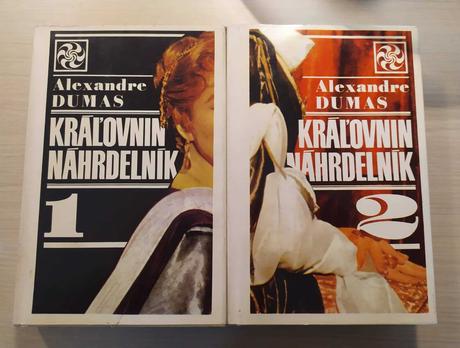 Alexandre
DUMAS
KRÁĽOVNIN
NÁHRDELNÍK
1
Alexandre
DUMAS
KRÁĽOVNIN
NÁHRDELNÍK
2